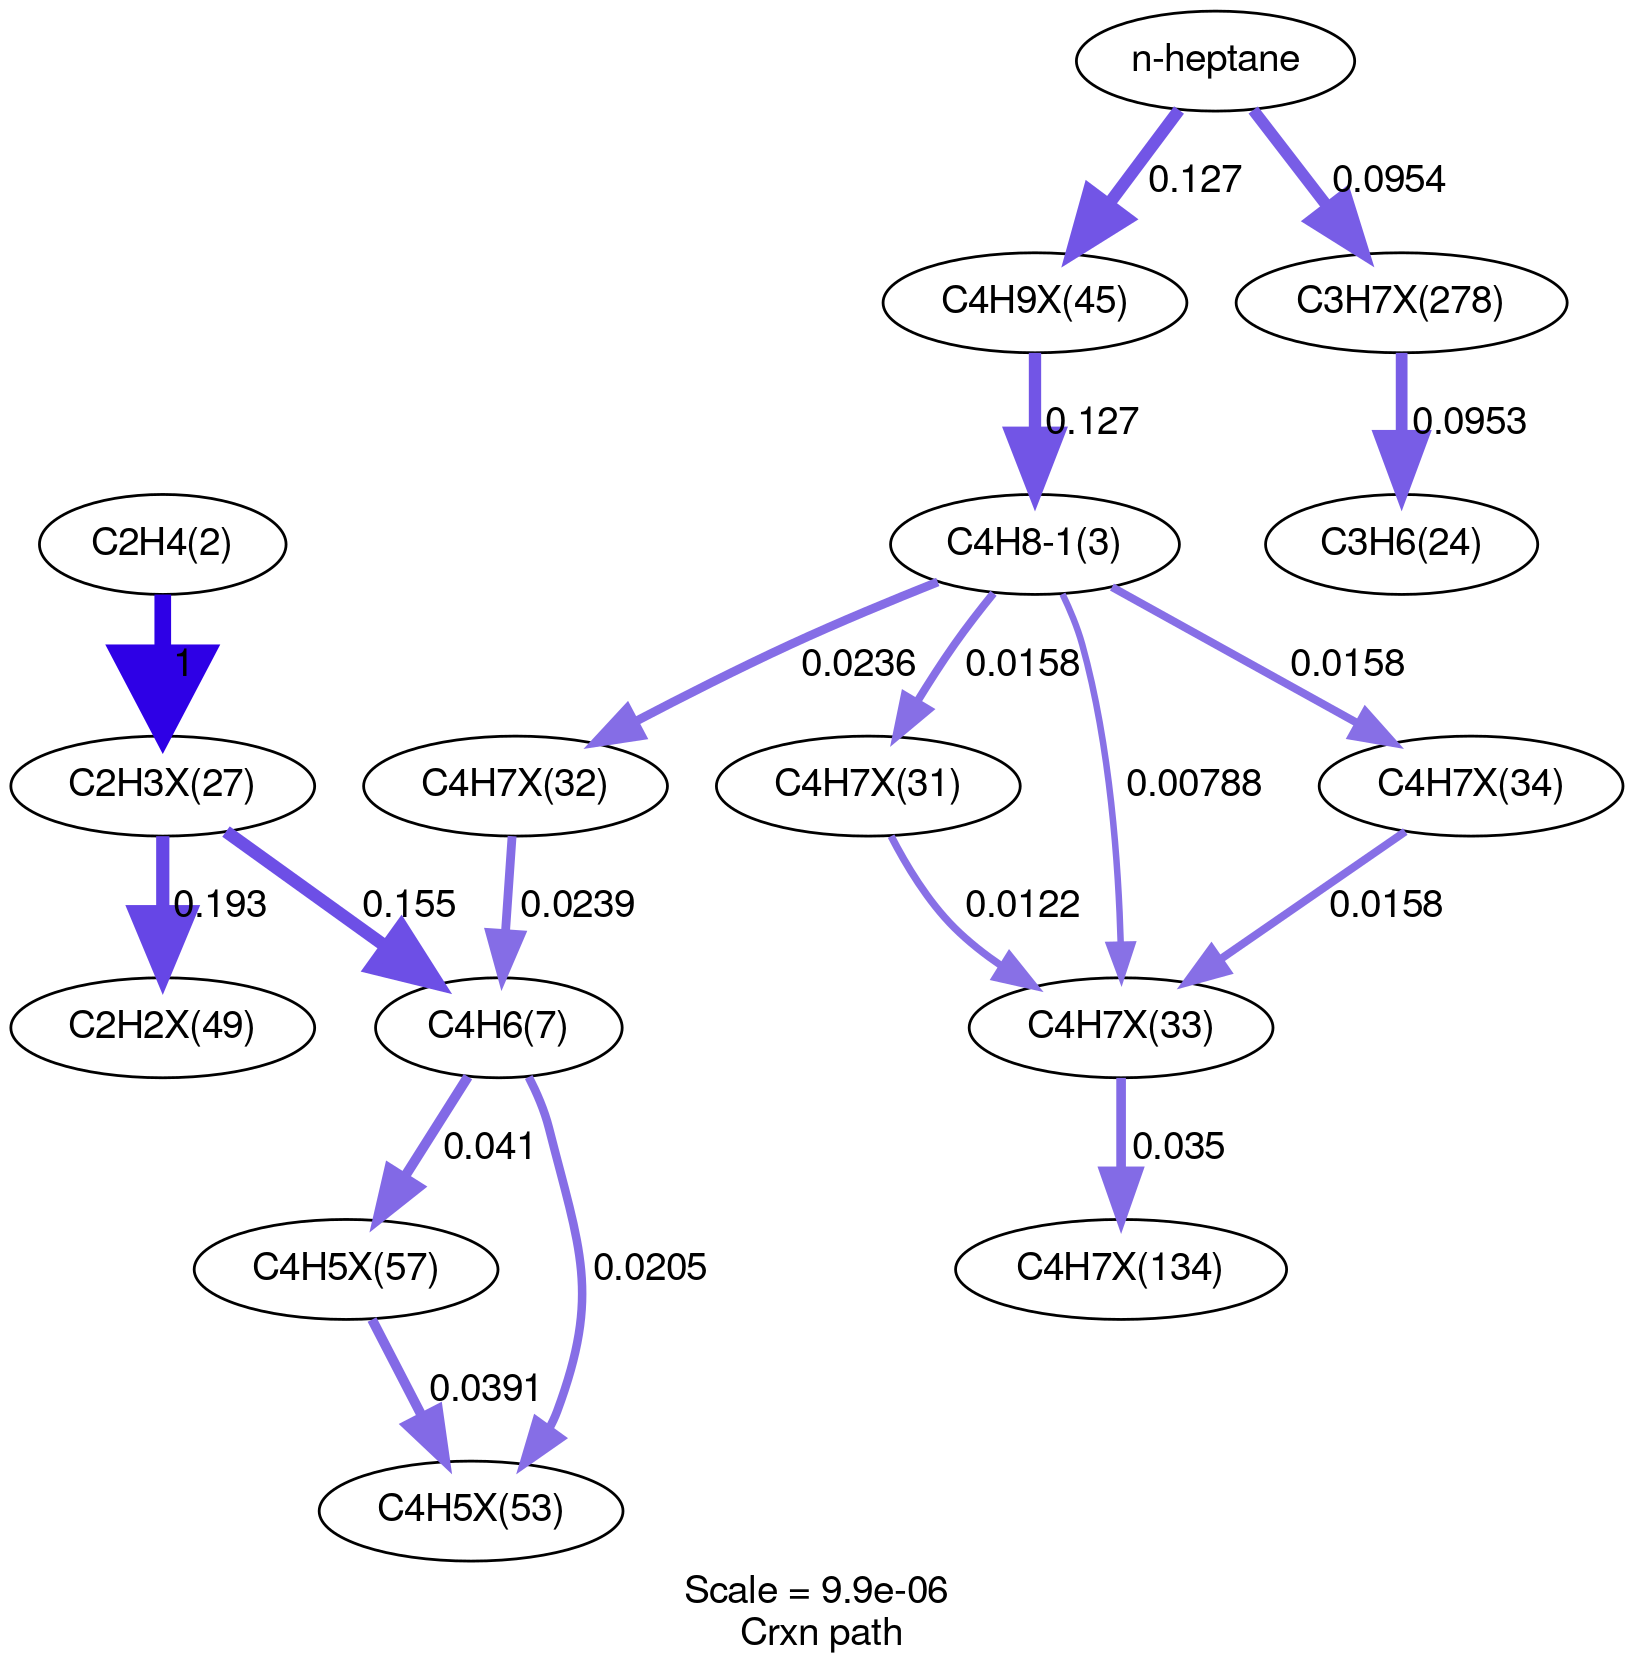 n-heptane
0.127
0.0954
C4H9X(45)
C3H7X(278)
0.127
0.0953
C2H4(2)
C4H8-1(3)
C3H6(24)
1
0.0236
0.0158
0.0158
C2H3X(27)
C4H7X(32)
C4H7X(31)
0.00788
C4H7X(34)
0.193
0.155
0.0239
0.0122
0.0158
C2H2X(49)
C4H6(7)
C4H7X(33)
0.041
0.035
C4H5X(57)
0.0205
C4H7X(134)
0.0391
C4H5X(53)
Scale = 9.9e-06
Crxn path